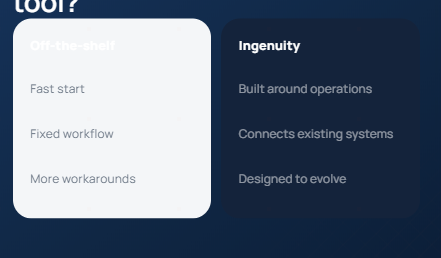 tool?
Off-the-shelf
Fast start
Fixed workflow
More workarounds
Ingenuity
Built around operations
Connects existing systems
Designed to evolve